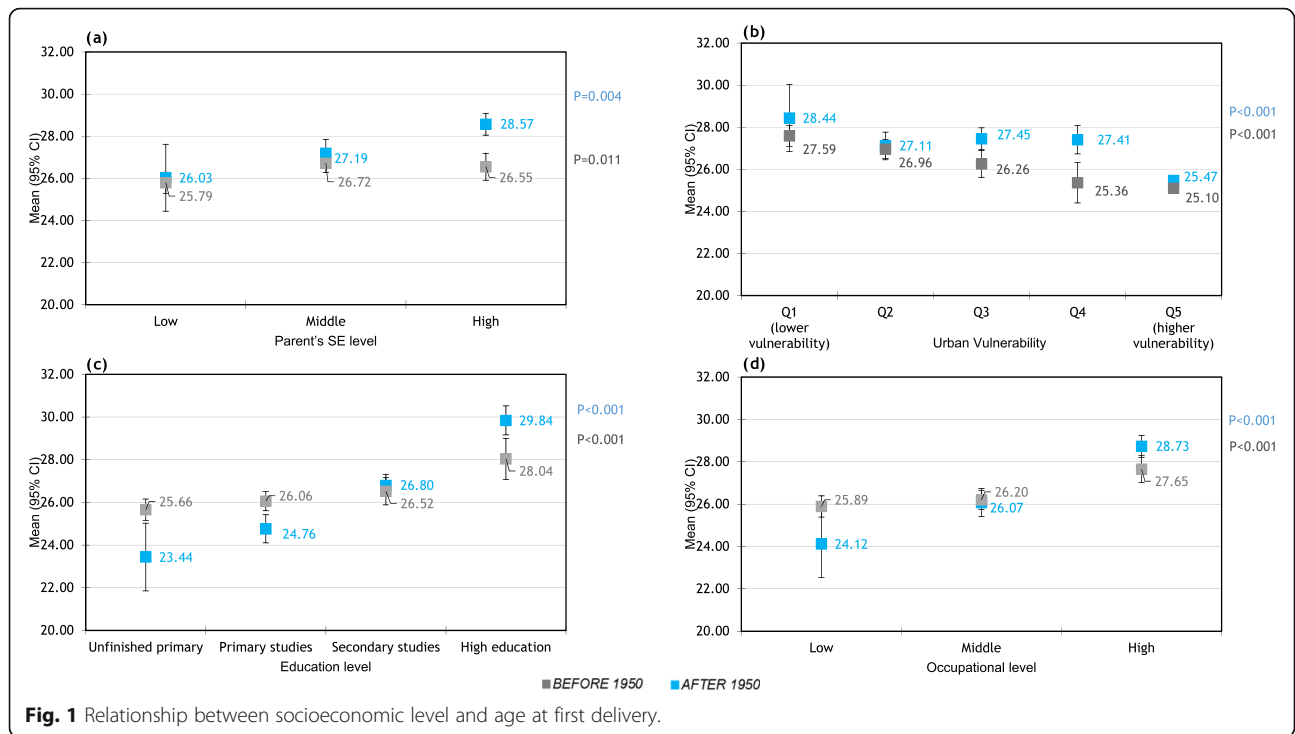 (a)
32.00
30.00
28.00
26.00
24.00
22.00
20.00
Mean (95% CI)
26.03
25.79
27.19
26.72
28.57
26.55
P=0.004
P=0.011
Low Middle High
Parent's SE level
(b)
32.00
30.00
28.00
26.00
24.00
22.00
20.00
Mean (95% CI)
28.44
27.59
27.11
26.96
27.45
26.26
27.41
25.36
25.47
25.10
P<0.001
P<0.001
Q1 Q2 Q3 Q4 Q5
(lower vulnerability) (higher vulnerability)
Urban Vulnerability
(c)
32.00
30.00
28.00
26.00
24.00
22.00
20.00
Mean (95% CI)
25.66
23.44
26.06
24.76
26.80
26.52
29.84
28.04
P<0.001
P<0.001
Unfinished primary Primary studies Secondary studies High education
Education level
(d)
32.00
30.00
28.00
26.00
24.00
22.00
20.00
Mean (95% CI)
25.89
24.12
26.20
26.07
28.73
27.65
P<0.001
P<0.001
Low Middle High
Occupational level
BEFORE 1950 AFTER 1950
Fig. 1 Relationship between socioeconomic level and age at first delivery.